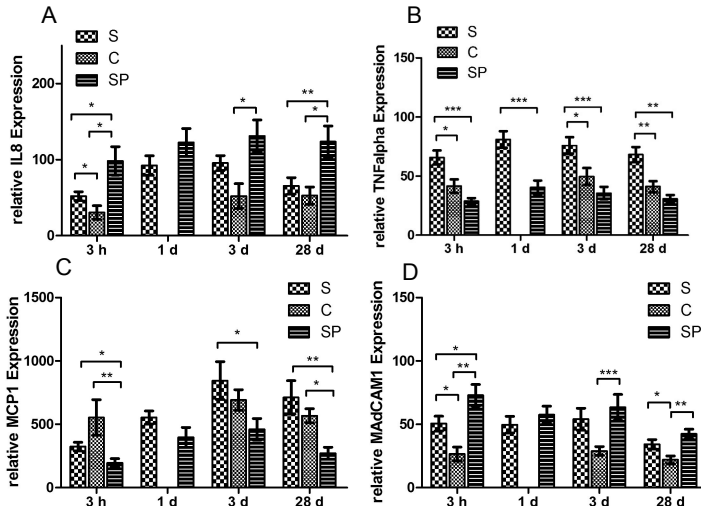 A
relative IL8 Expression
S
C
SP
200
100
0
*
*
*
*
**
*
3 h
1 d
3 d
28 d
B
relative TNFalpha Expression
S
C
SP
150
100
50
0
***
*
***
***
*
**
**
3 h
1 d
3 d
28 d
C
relative MCP1 Expression
S
C
SP
1500
1000
500
0
*
**
*
**
*
3 h
1 d
3 d
28 d
D
relative MAdCAM1 Expression
S
C
SP
150
100
50
0
*
**
*
***
*
**
3 h
1 d
3 d
28 d